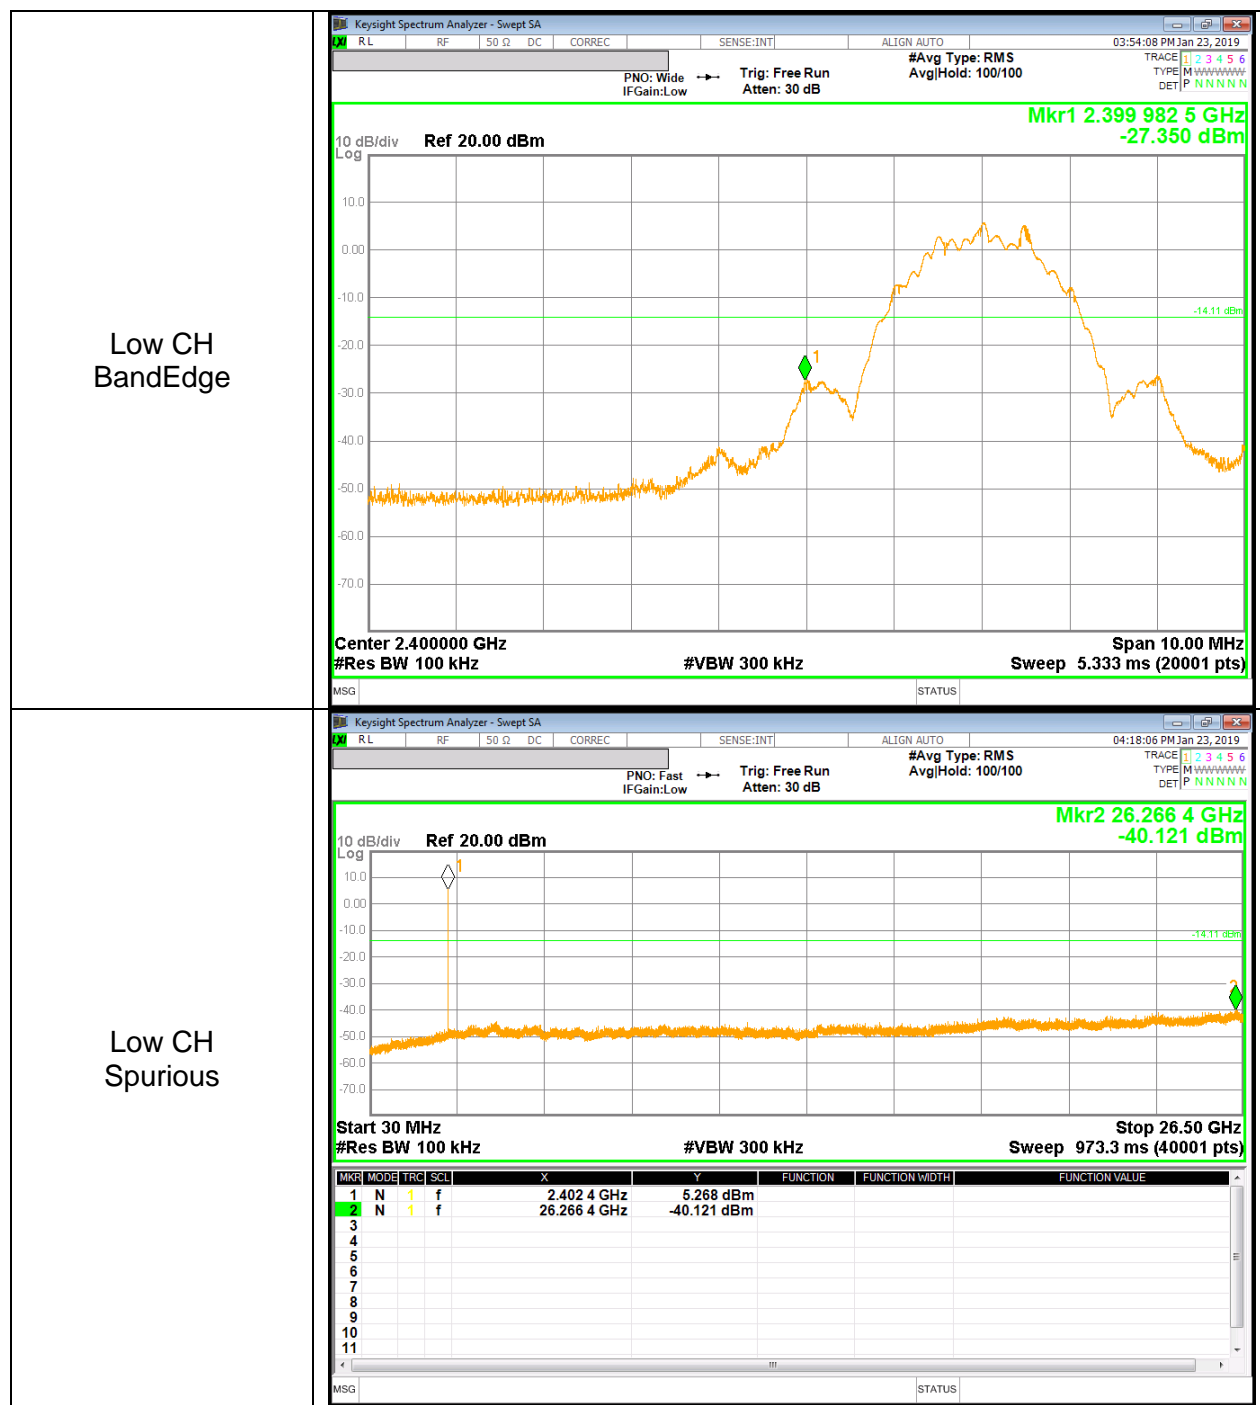 Low CH
BandEdge
Keysight Spectrum Analyzer - Swept SA
LXI RL RF 50 Ω DC CORREC SENSE:INT ALIGN AUTO 03:54:08 PM Jan 23, 2019
#Avg Type: RMS TRACE 1 2 3 4 5 6
PNO: Wide Trig: Free Run Avg|Hold: 100/100 TYPE M WWWWW
IFGain:Low Atten: 30 dB DET P N N N N N
Mkr1 2.399 982 5 GHz
-27.350 dBm
10 dB/div Ref 20.00 dBm
Log
10.0
0.00
-10.0
-14.11 dBm
-20.0
1
-30.0
-40.0
-50.0
-60.0
-70.0
Center 2.400000 GHz Span 10.00 MHz
#Res BW 100 kHz #VBW 300 kHz Sweep 5.333 ms (20001 pts)
MSG STATUS
Low CH
Spurious
Keysight Spectrum Analyzer - Swept SA
LXI RL RF 50 Ω DC CORREC SENSE:INT ALIGN AUTO 04:18:06 PM Jan 23, 2019
#Avg Type: RMS TRACE 1 2 3 4 5 6
PNO: Fast Trig: Free Run Avg|Hold: 100/100 TYPE M WWWWW
IFGain:Low Atten: 30 dB DET P N N N N N
Mkr2 26.266 4 GHz
-40.121 dBm
10 dB/div Ref 20.00 dBm
Log
1
10.0
0.00
-10.0
-14.11 dBm
-20.0
-30.0
2
-40.0
-50.0
-60.0
-70.0
Start 30 MHz Stop 26.50 GHz
#Res BW 100 kHz #VBW 300 kHz Sweep 973.3 ms (40001 pts)
MKR MODE TRC SCL X Y FUNCTION FUNCTION WIDTH FUNCTION VALUE
1 N 1 f 2.402 4 GHz 5.268 dBm
2 N 1 f 26.266 4 GHz -40.121 dBm
3
4
5
6
7
8
9
10
11
MSG STATUS